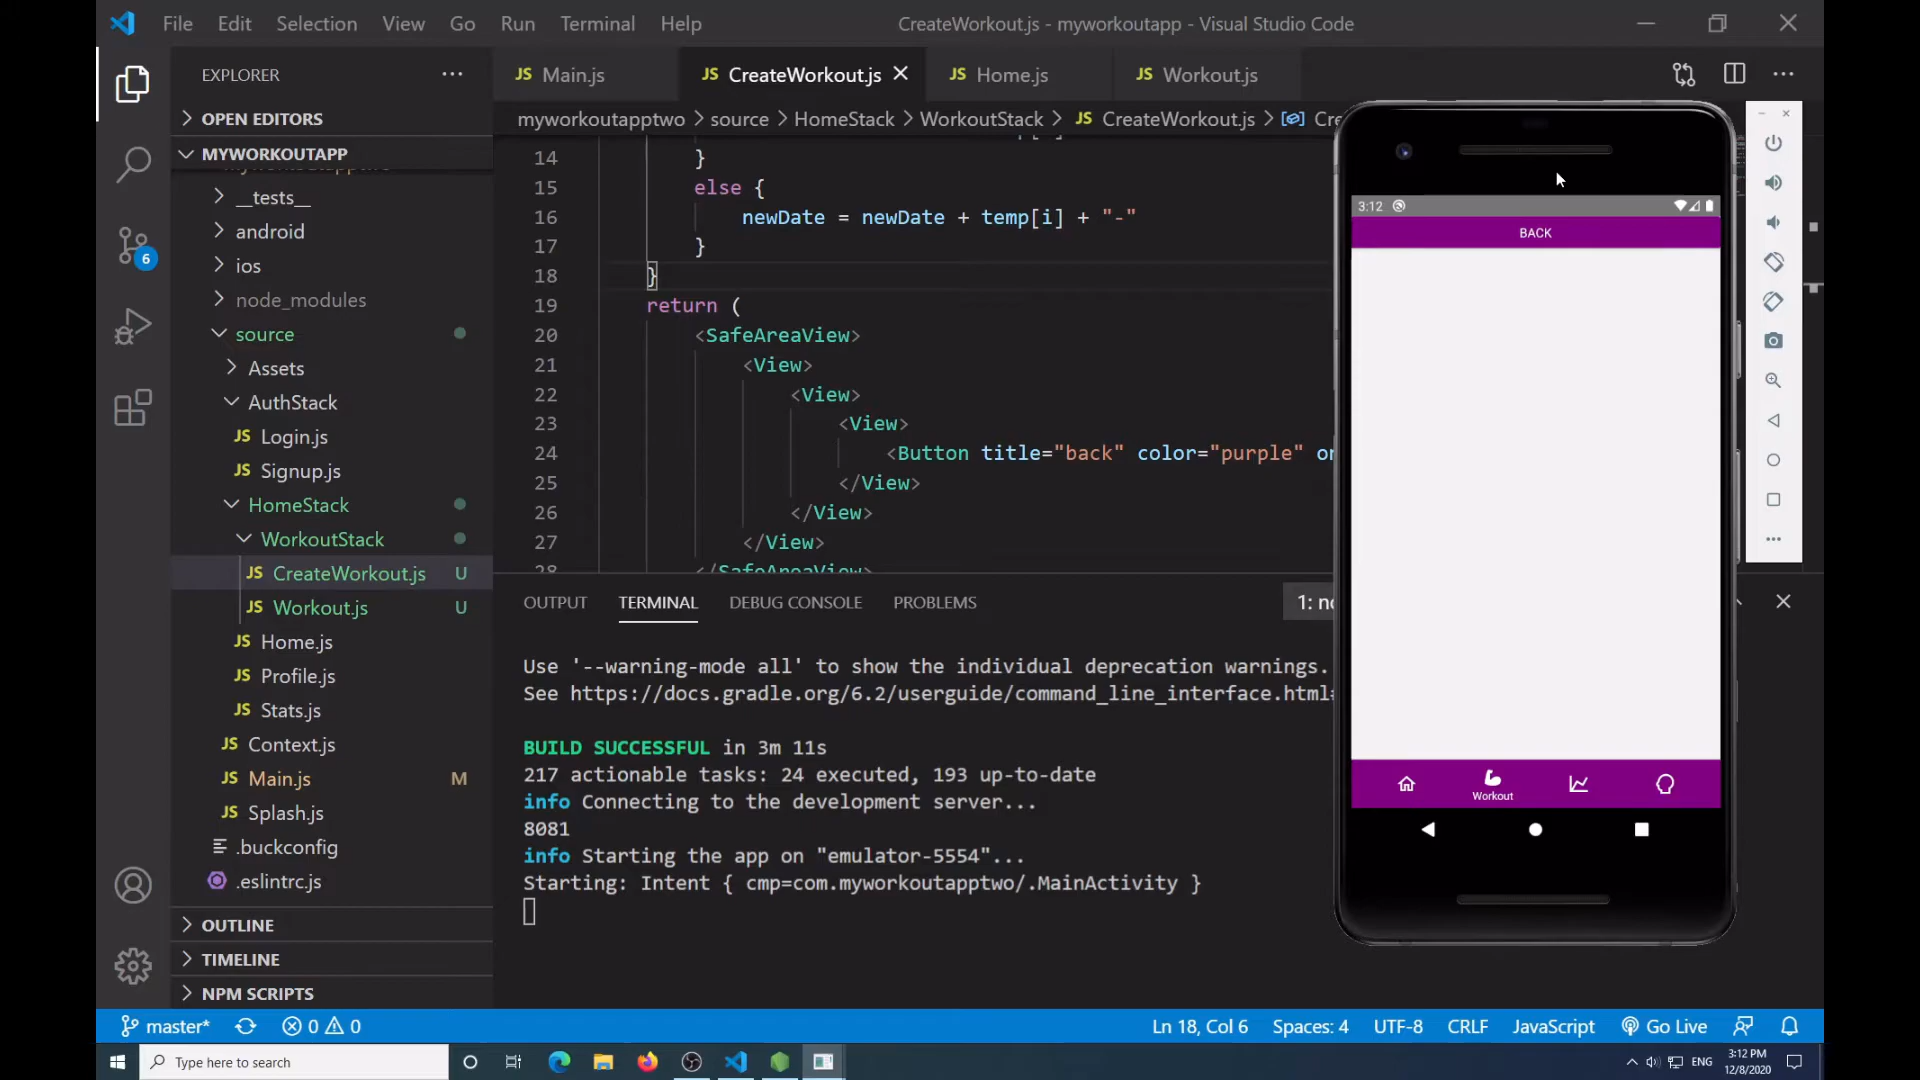 File Edit Selection View Go Run Terminal Help
CreateWorkout.js - myworkoutapp - Visual Studio Code
EXPLORER
OPEN EDITORS
MYWORKOUTAPP
__tests__
android
ios
node_modules
source
Assets
AuthStack
JS Login.js
JS Signup.js
HomeStack
WorkoutStack
JS CreateWorkout.js U
JS Workout.js U
JS Home.js
JS Profile.js
JS Stats.js
JS Context.js
JS Main.js M
JS Splash.js
.buckconfig
.eslintrc.js
OUTLINE
TIMELINE
NPM SCRIPTS
6
JS Main.js JS CreateWorkout.js JS Home.js JS Workout.js
myworkoutapptwo > source > HomeStack > WorkoutStack > JS CreateWorkout.js > Cre
14 }
15 else {
16 newDate = newDate + temp[i] + "-"
17 }
18 }
19 return (
20 <SafeAreaView>
21 <View>
22 <View>
23 <View>
24 <Button title="back" color="purple" on
25 </View>
26 </View>
27 </View>
28 </SafeAreaView>
OUTPUT TERMINAL DEBUG CONSOLE PROBLEMS
Use '--warning-mode all' to show the individual deprecation warnings.
See https://docs.gradle.org/6.2/userguide/command_line_interface.html
BUILD SUCCESSFUL in 3m 11s
217 actionable tasks: 24 executed, 193 up-to-date
info Connecting to the development server...
8081
info Starting the app on "emulator-5554"...
Starting: Intent { cmp=com.myworkoutapptwo/.MainActivity }
3:12
BACK
Workout
master* 0 0 Ln 18, Col 6 Spaces: 4 UTF-8 CRLF JavaScript Go Live
Type here to search
ENG
3:12 PM
12/8/2020